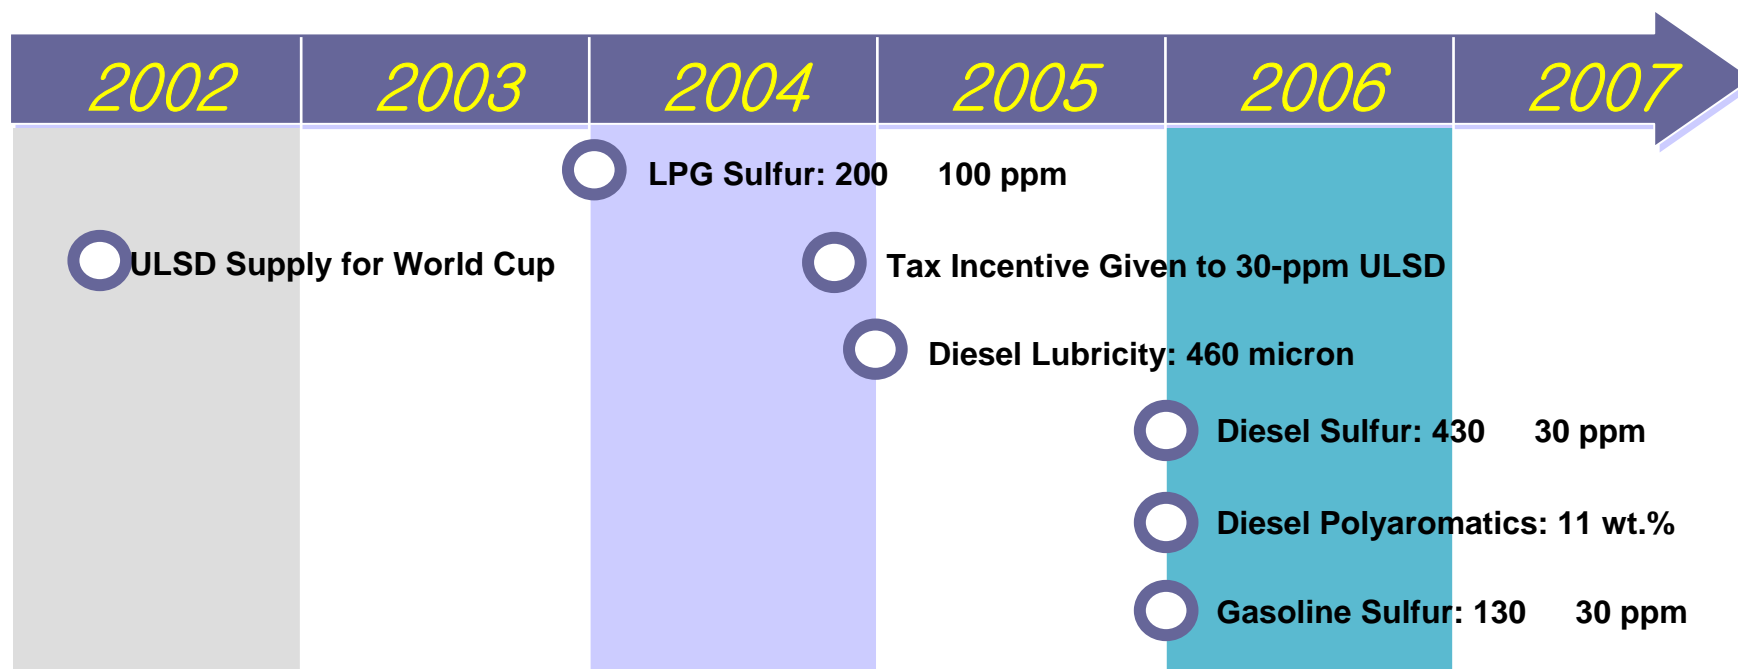 2002 2003 2004 2005 2006 2007
LPG Sulfur: 200 100 ppm
ULSD Supply for World Cup
Tax Incentive Given to 30-ppm ULSD
Diesel Lubricity: 460 micron
Diesel Sulfur: 430 30 ppm
Diesel Polyaromatics: 11 wt.%
Gasoline Sulfur: 130 30 ppm